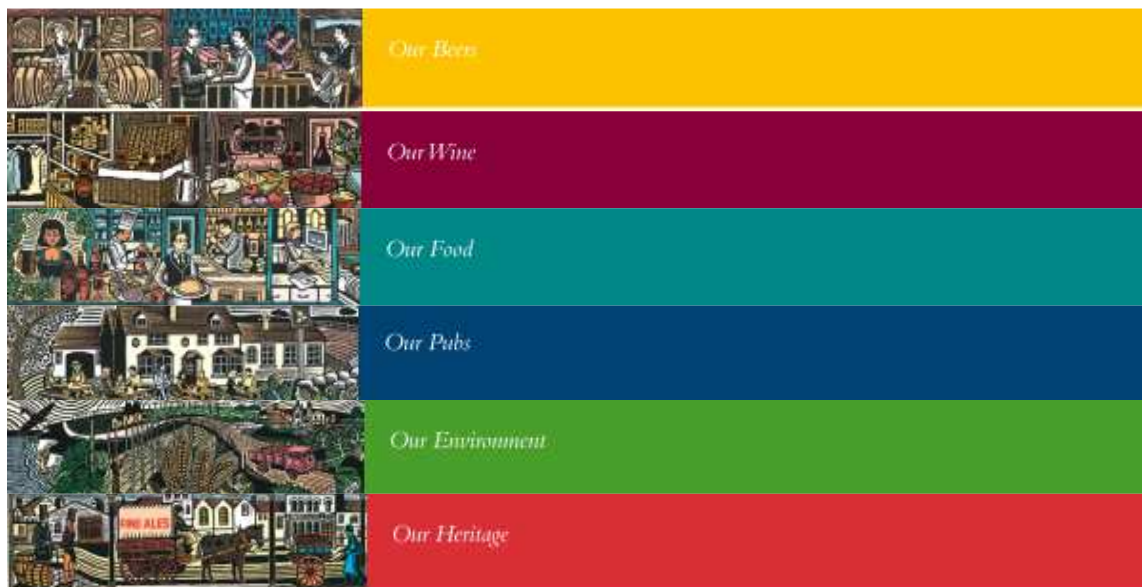 Our Beers
Our Wine
Our Food
Our Pubs
Our Environment
FINE ALES
Our Heritage